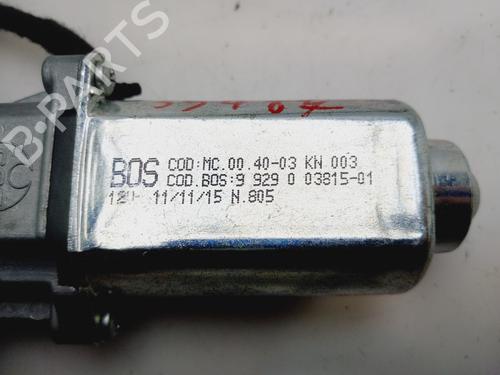 B-PARTS
BOS COD:MC.00.40-03 KN 003
COD.BOS:9 929 0 03815-01
11/11/15 N.805